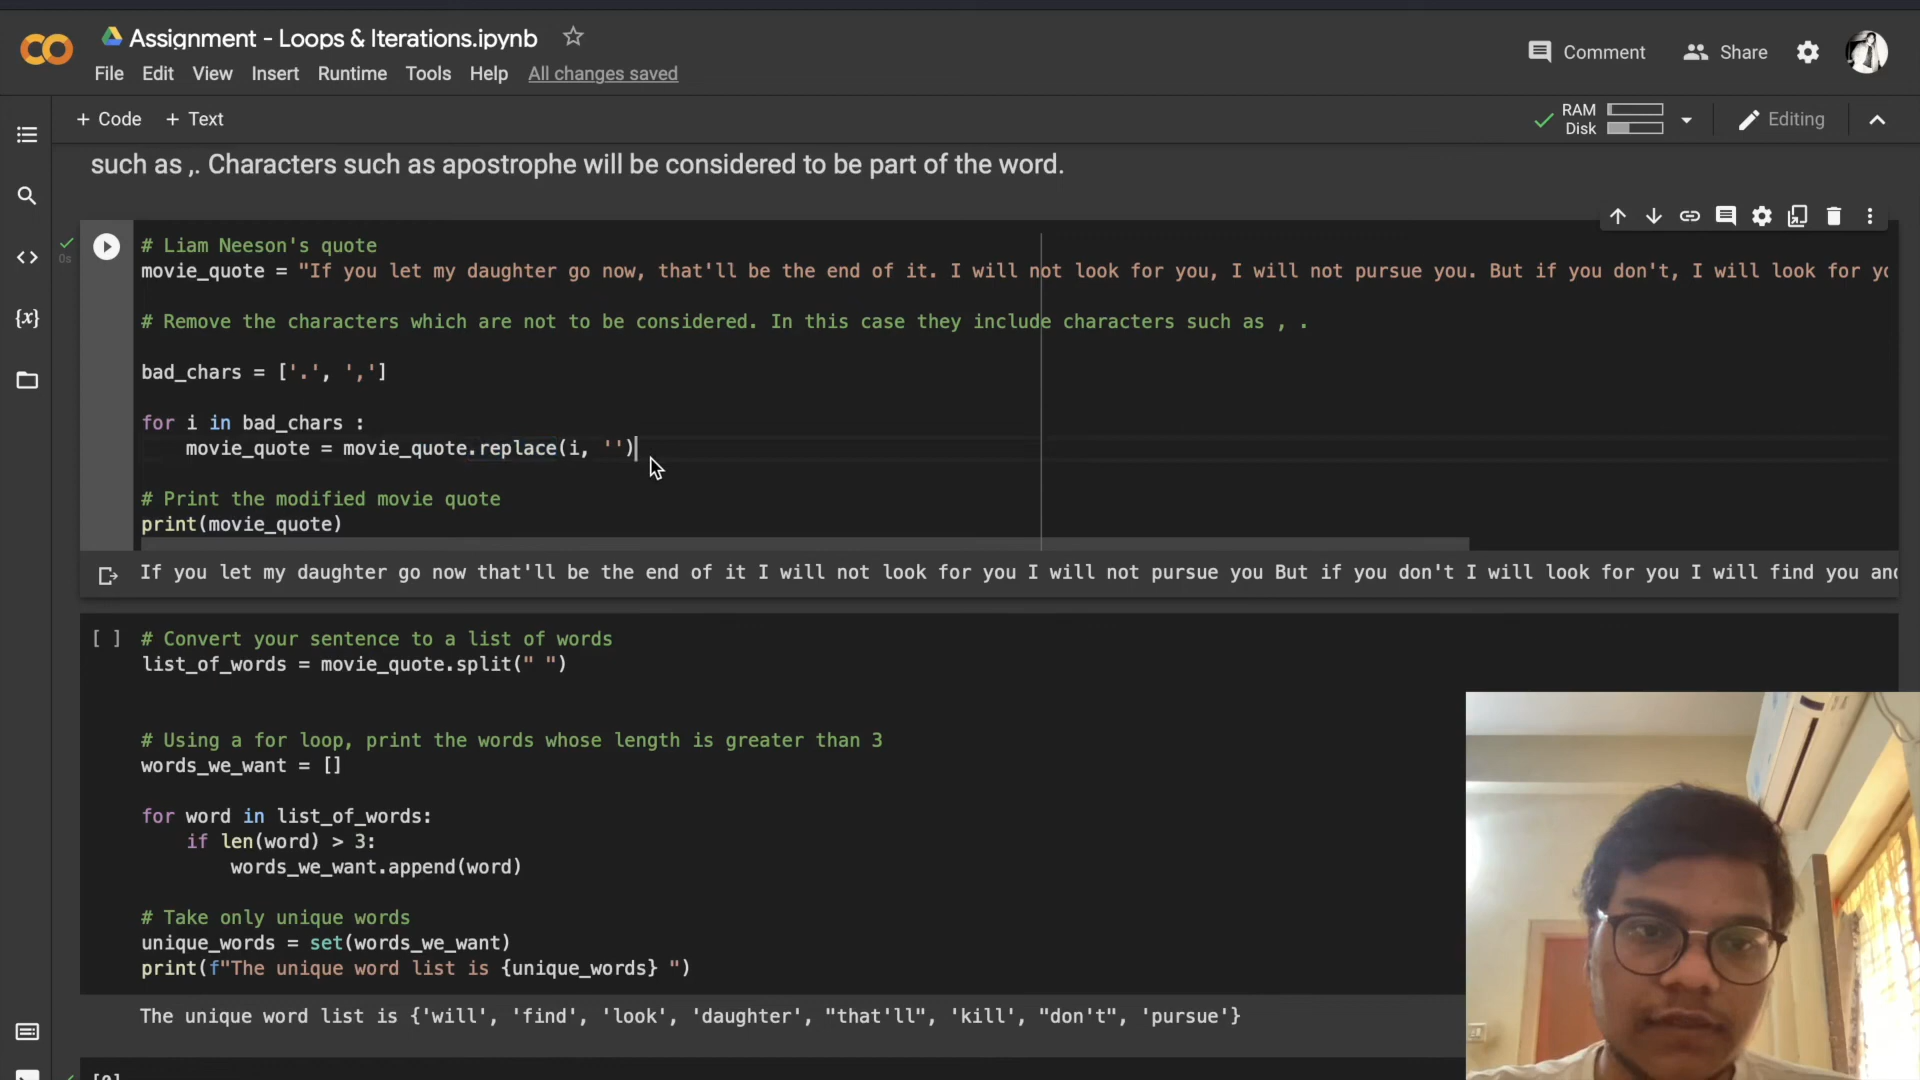 Assignment - Loops & Iterations.ipynb
File Edit View Insert Runtime Tools Help All changes saved
Comment Share
+ Code + Text
RAM
Disk
Editing
such as ,. Characters such as apostrophe will be considered to be part of the word.
0s
# Liam Neeson's quote
movie_quote = "If you let my daughter go now, that'll be the end of it. I will not look for you, I will not pursue you. But if you don't, I will look for yo
# Remove the characters which are not to be considered. In this case they include characters such as , .
bad_chars = ['.', ',']
for i in bad_chars :
    movie_quote = movie_quote.replace(i, '')
# Print the modified movie quote
print(movie_quote)
If you let my daughter go now that'll be the end of it I will not look for you I will not pursue you But if you don't I will look for you I will find you and
[ ] # Convert your sentence to a list of words
list_of_words = movie_quote.split(" ")
# Using a for loop, print the words whose length is greater than 3
words_we_want = []
for word in list_of_words:
    if len(word) > 3:
        words_we_want.append(word)
# Take only unique words
unique_words = set(words_we_want)
print(f"The unique word list is {unique_words} ")
The unique word list is {'will', 'find', 'look', 'daughter', "that'll", 'kill', "don't", 'pursue'}